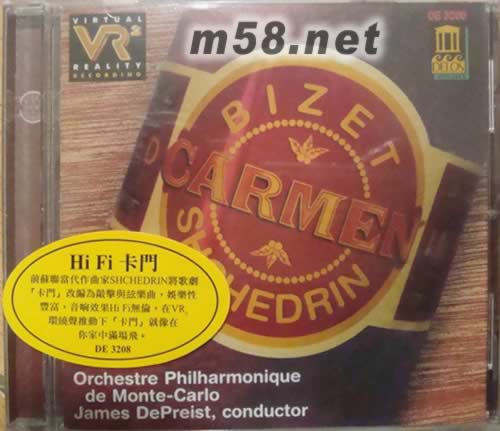 VIRTUAL
VR²
REALITY
RECORDING
m58.net
DE 3208
DELOS
BIZET
CARMEN
SHCHEDRIN
Hi Fi 卡門
前蘇聯當代作曲家SHCHEDRIN將歌劇
『卡門』改編為敲擊與弦樂曲，娛樂性
豐富，音响效果Hi Fi無倫，在VR₂
環繞聲推動下『卡門』就像在
你家中滿場飛。
DE 3208
Orchestre Philharmonique
de Monte-Carlo
James DePreist, conductor